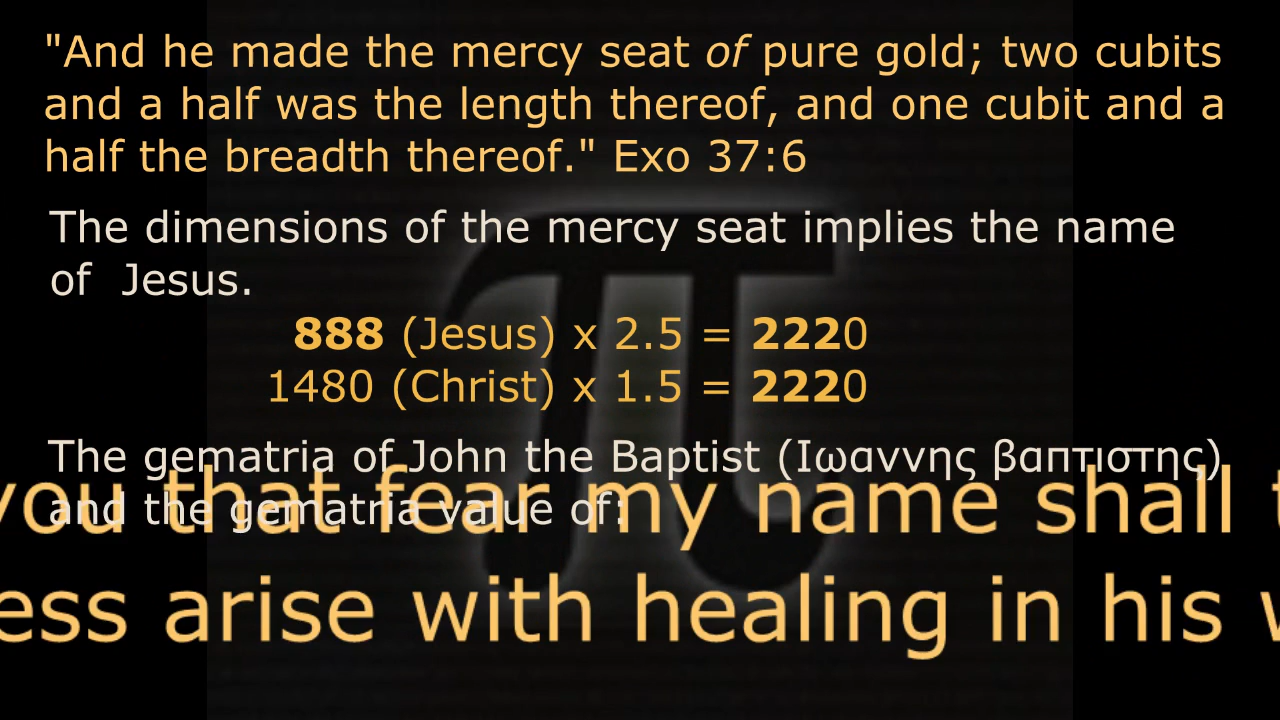 "And he made the mercy seat of pure gold; two cubits
and a half was the length thereof, and one cubit and a
half the breadth thereof." Exo 37:6
The dimensions of the mercy seat implies the name
of Jesus.
888 (Jesus) x 2.5 = 2220
1480 (Christ) x 1.5 = 2220
The gematria of John the Baptist (Ιωαννης βαπτιστης)
and the gematria value of:
you that fear my name shall
ess arise with healing in his
π